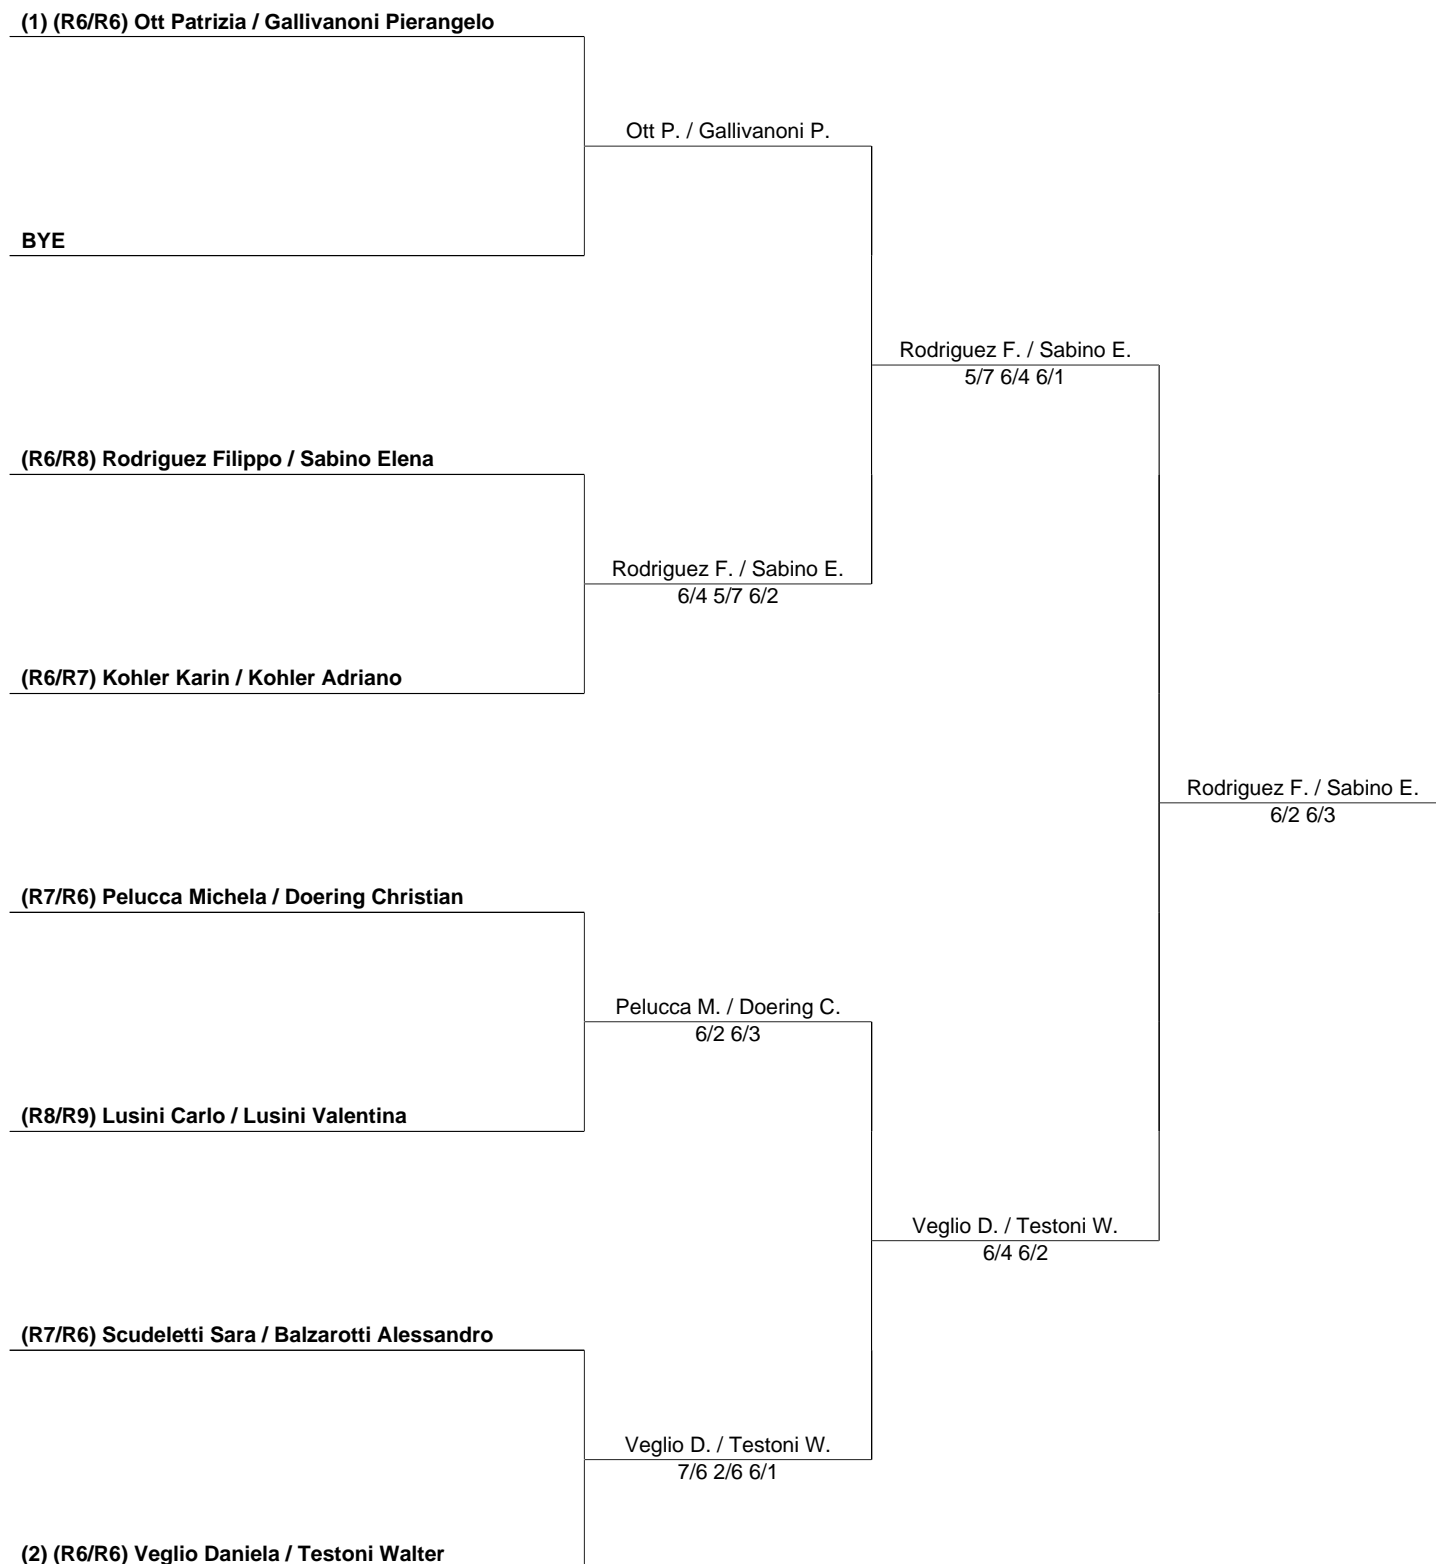 (1) (R6/R6) Ott Patrizia / Gallivanoni Pierangelo
Ott P. / Gallivanoni P.
BYE
Rodriguez F. / Sabino E.
5/7 6/4 6/1
(R6/R8) Rodriguez Filippo / Sabino Elena
Rodriguez F. / Sabino E.
6/4 5/7 6/2
(R6/R7) Kohler Karin / Kohler Adriano
Rodriguez F. / Sabino E.
6/2 6/3
(R7/R6) Pelucca Michela / Doering Christian
Pelucca M. / Doering C.
6/2 6/3
(R8/R9) Lusini Carlo / Lusini Valentina
Veglio D. / Testoni W.
6/4 6/2
(R7/R6) Scudeletti Sara / Balzarotti Alessandro
Veglio D. / Testoni W.
7/6 2/6 6/1
(2) (R6/R6) Veglio Daniela / Testoni Walter